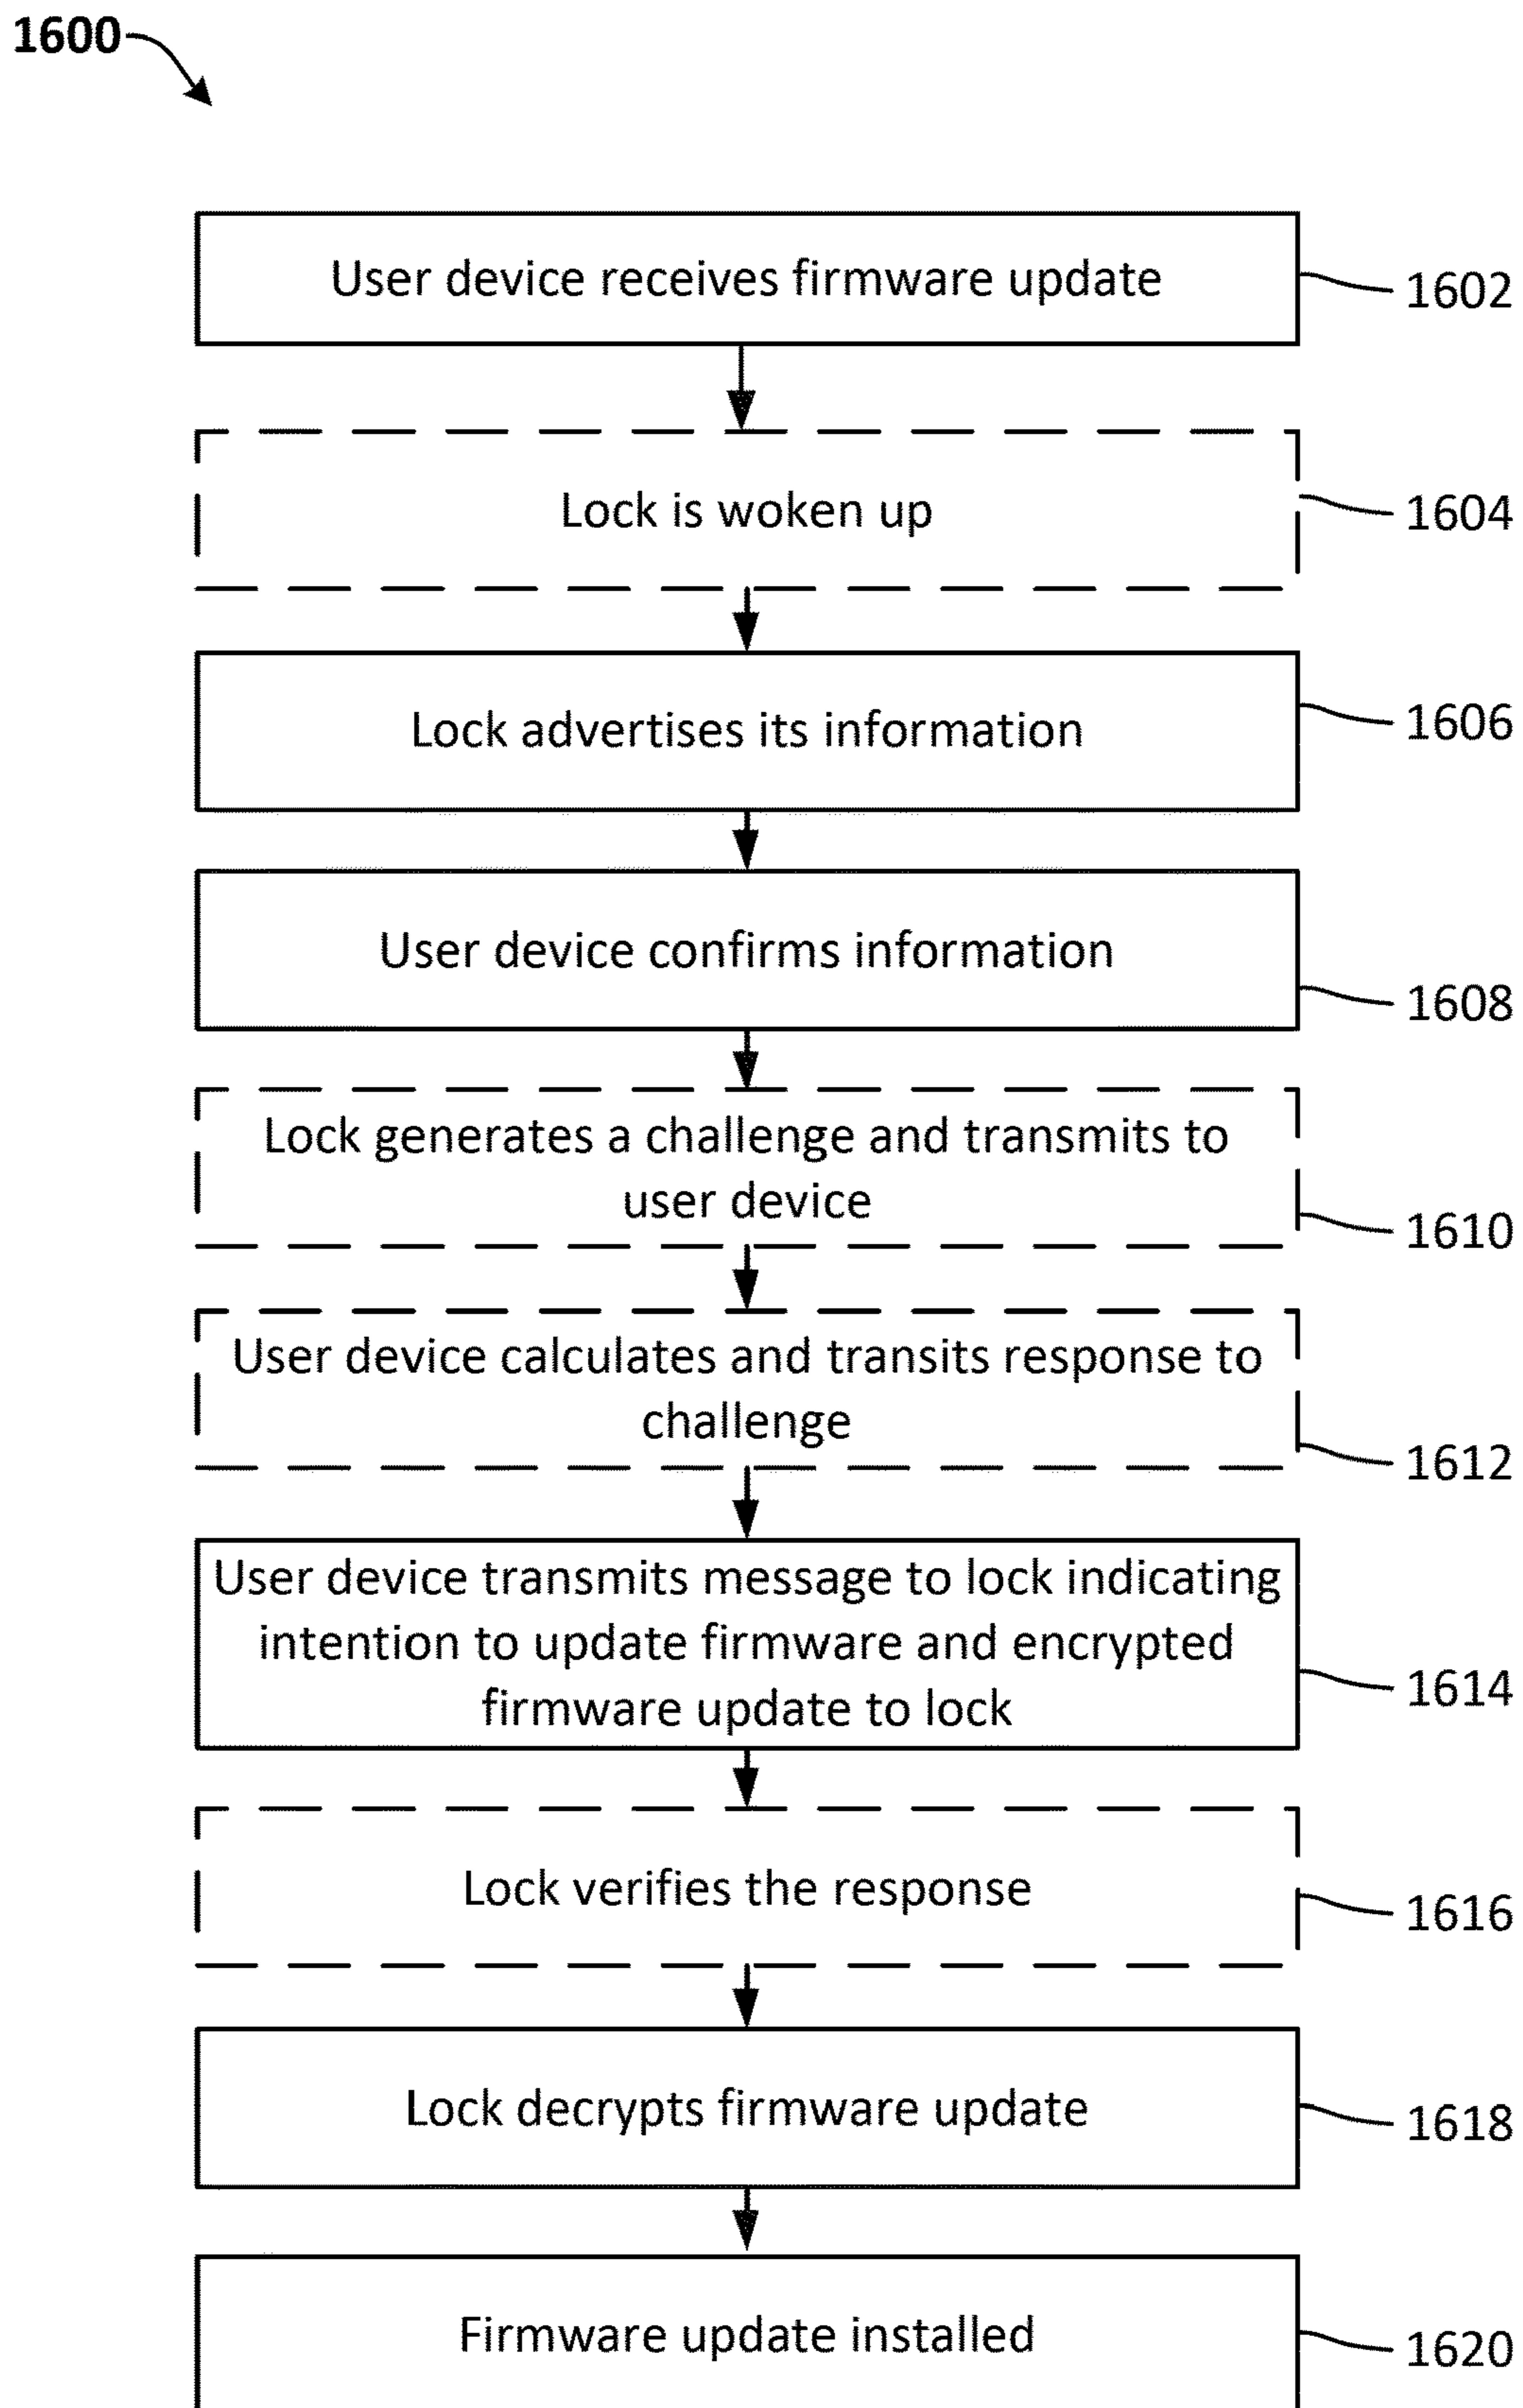 1600
User device receives firmware update
1602
Lock is woken up
1604
Lock advertises its information
1606
User device confirms information
1608
Lock generates a challenge and transmits to
user device
1610
User device calculates and transits response to
challenge
1612
User device transmits message to lock indicating
intention to update firmware and encrypted
firmware update to lock
1614
Lock verifies the response
1616
Lock decrypts firmware update
1618
Firmware update installed
1620